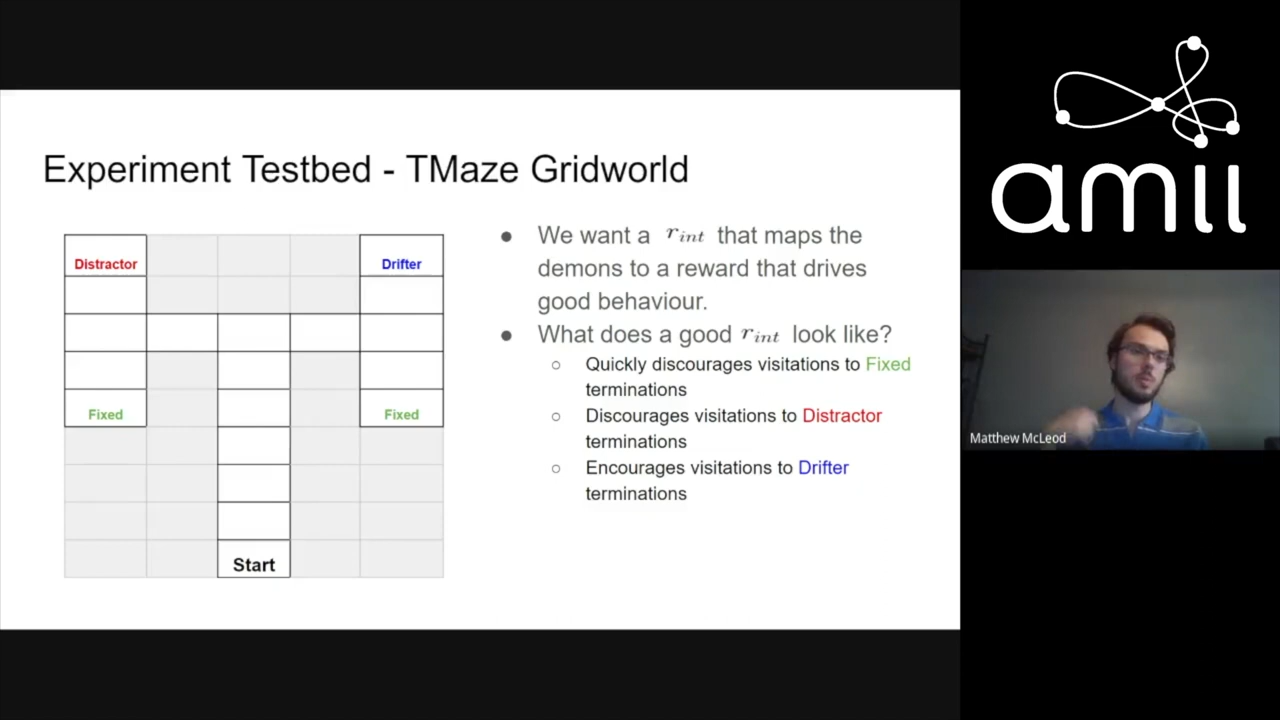 amii
Experiment Testbed - TMaze Gridworld
Distractor
Drifter
Fixed
Fixed
Start
● We want a r_int that maps the
demons to a reward that drives
good behaviour.
● What does a good r_int look like?
○ Quickly discourages visitations to Fixed
terminations
○ Discourages visitations to Distractor
terminations
○ Encourages visitations to Drifter
terminations
Matthew McLeod